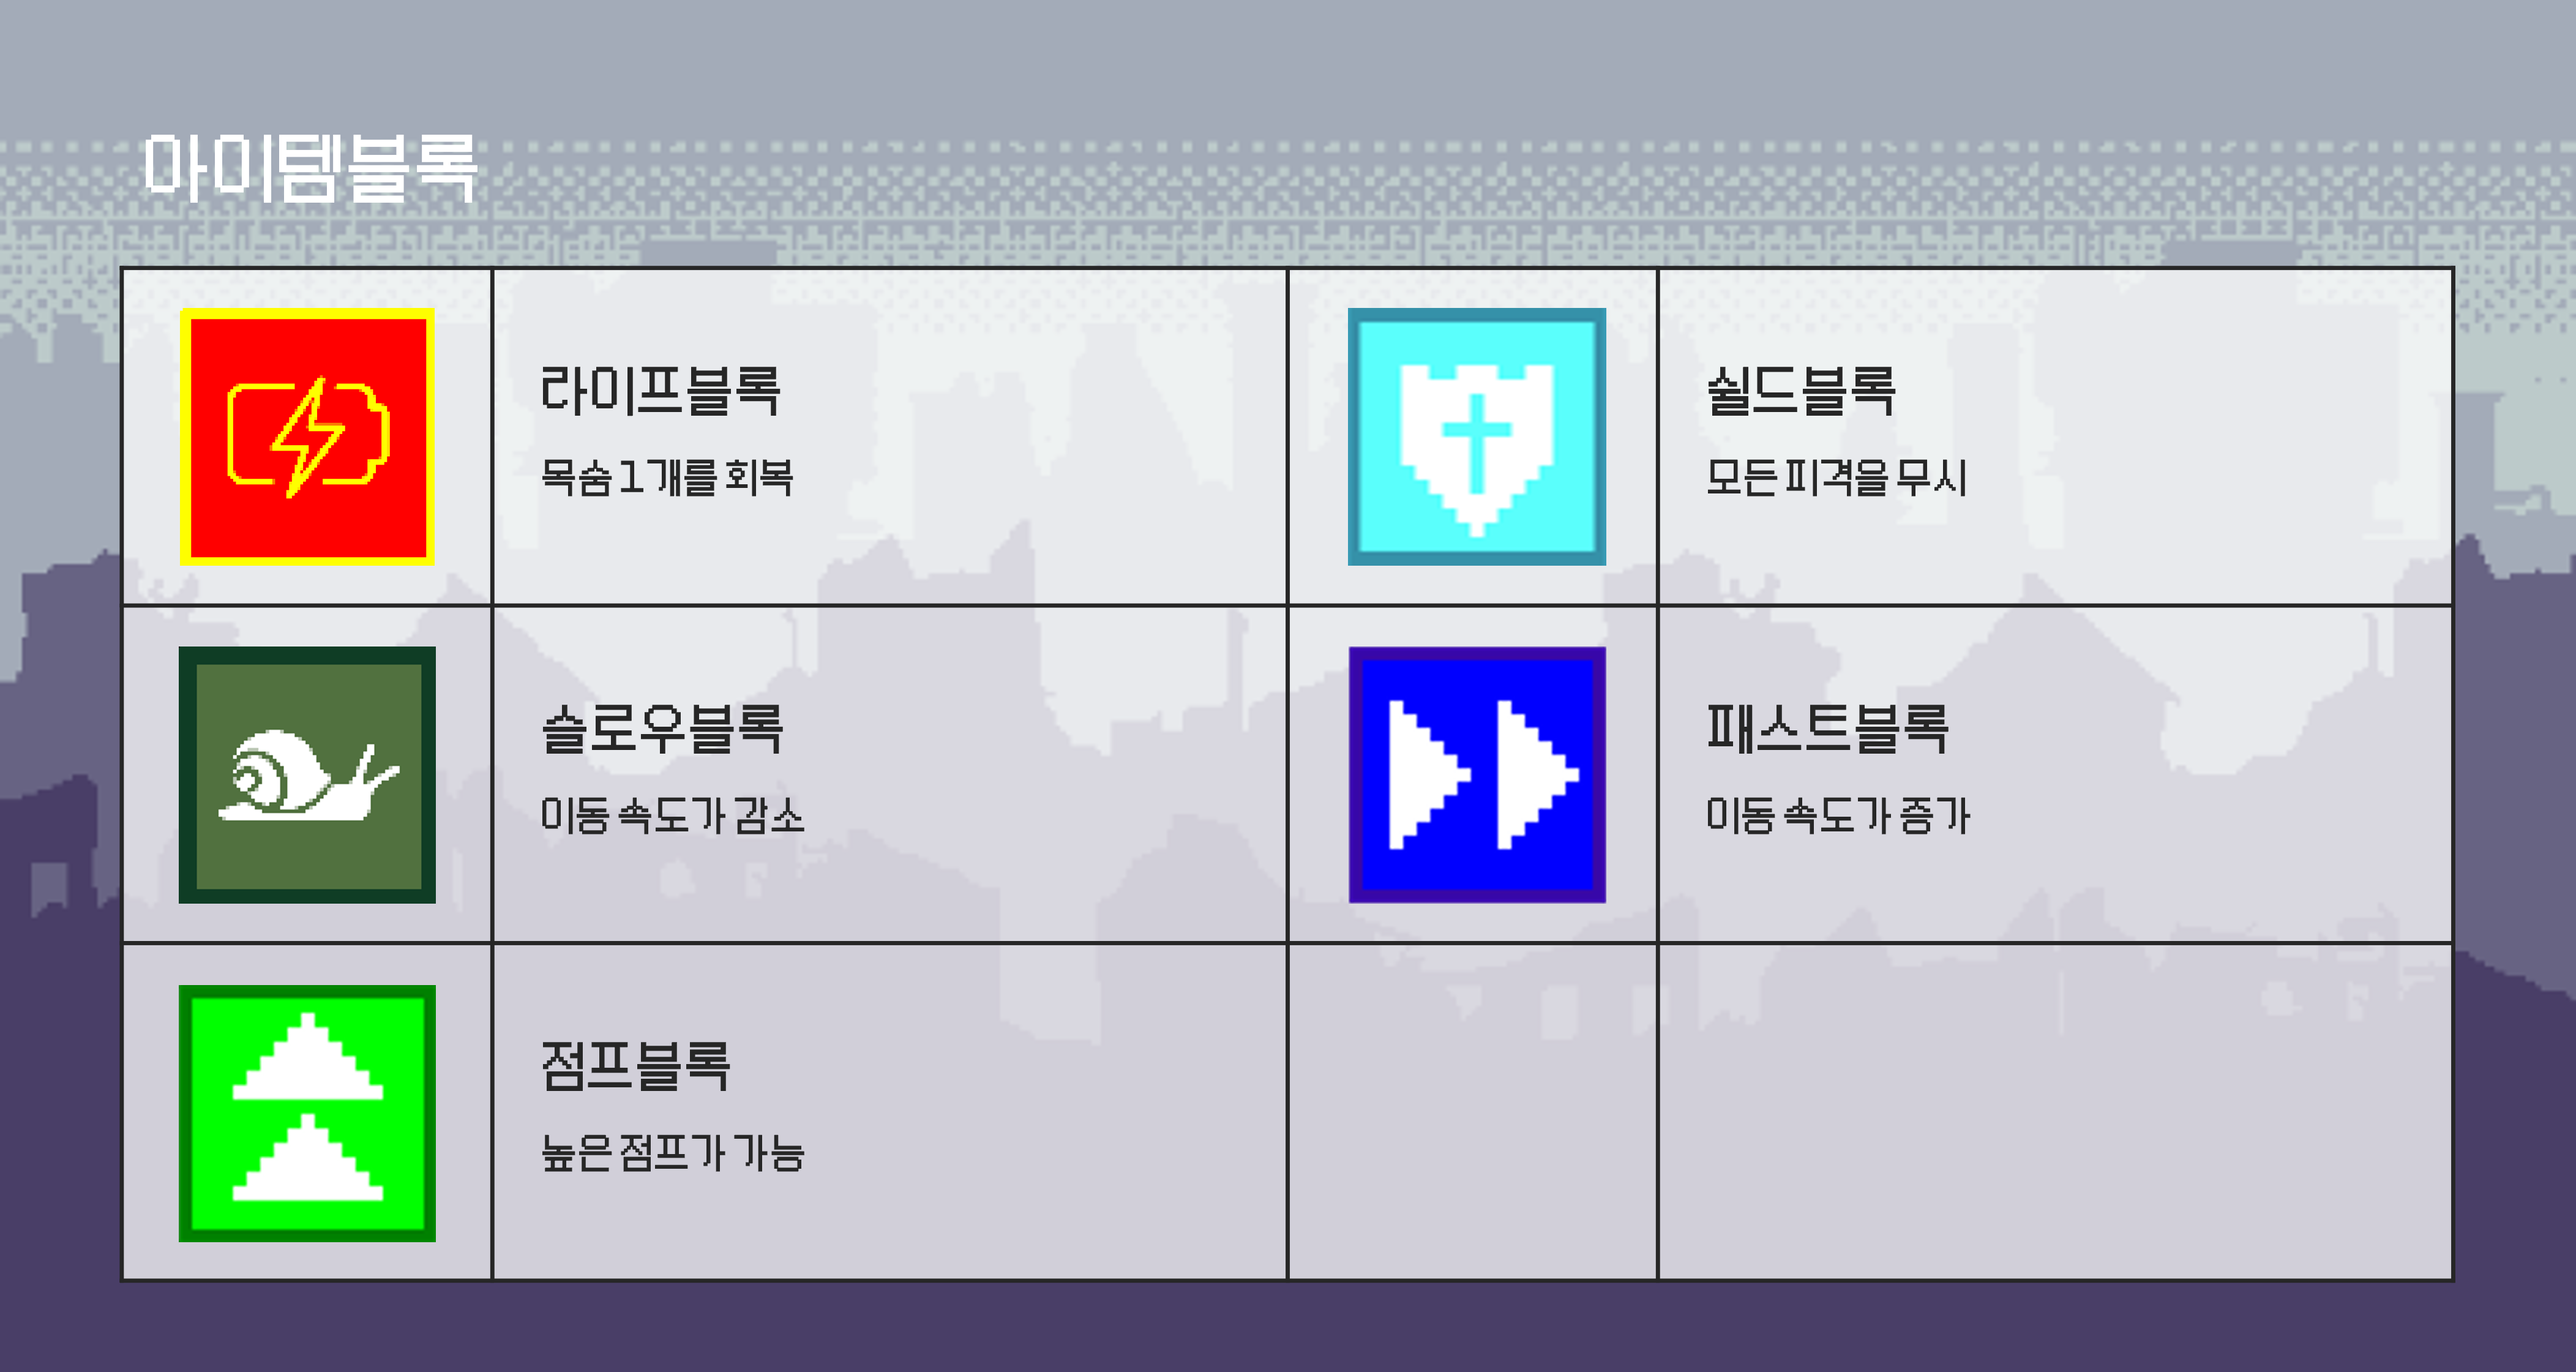 아이템블록
라이프블록
목숨 1개를 회복
쉴드블록
모든 피격을 무시
슬로우블록
이동 속도가 감소
패스트블록
이동 속도가 증가
점프블록
높은 점프가 가능